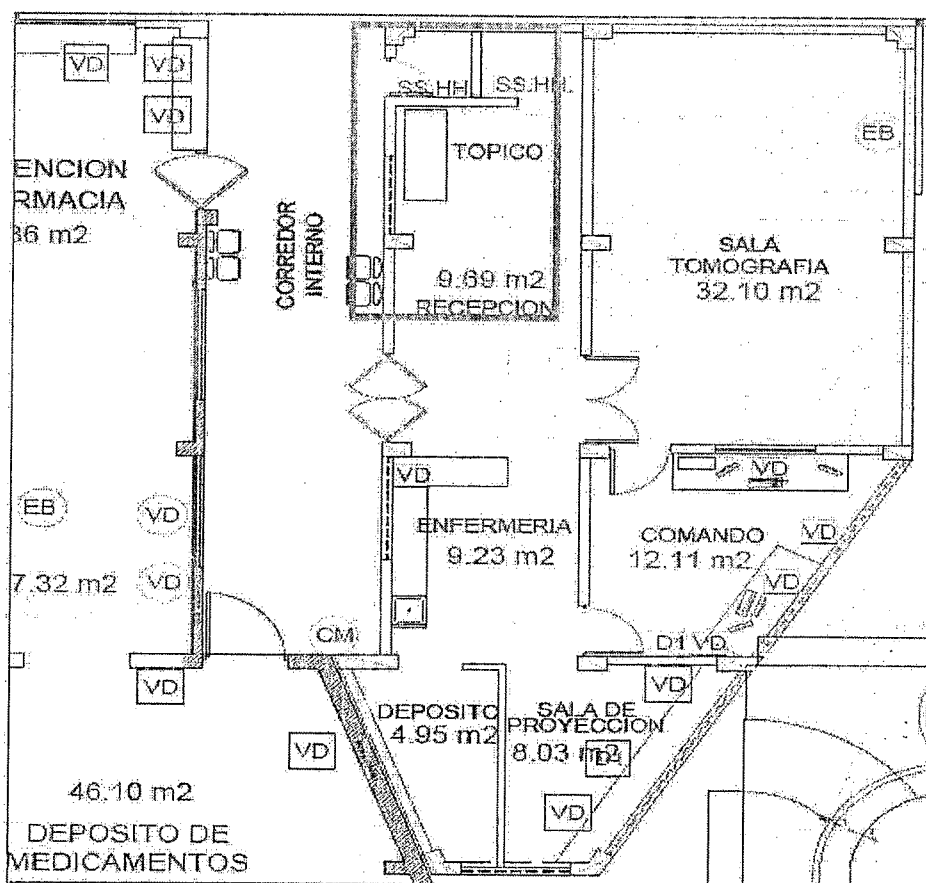 VD
VD
VD
SS.HH.
SS.HH.
TOPICO
EB
ENCION
RMACIA
36 m2
CORREDOR
INTERNO
9.69 m2
RECEPCION
SALA
TOMOGRAFIA
32.10 m2
VD
VD
EB
VD
ENFERMERIA
9.23 m2
COMANDO
12.11 m2
VD
VD
7.32 m2
VD
CM
D1 VD
VD
VD
DEPOSITO
4.95 m2
SALA DE
PROYECCION
8.03 m2
D1
VD
VD
46.10 m2
DEPOSITO DE
MEDICAMENTOS